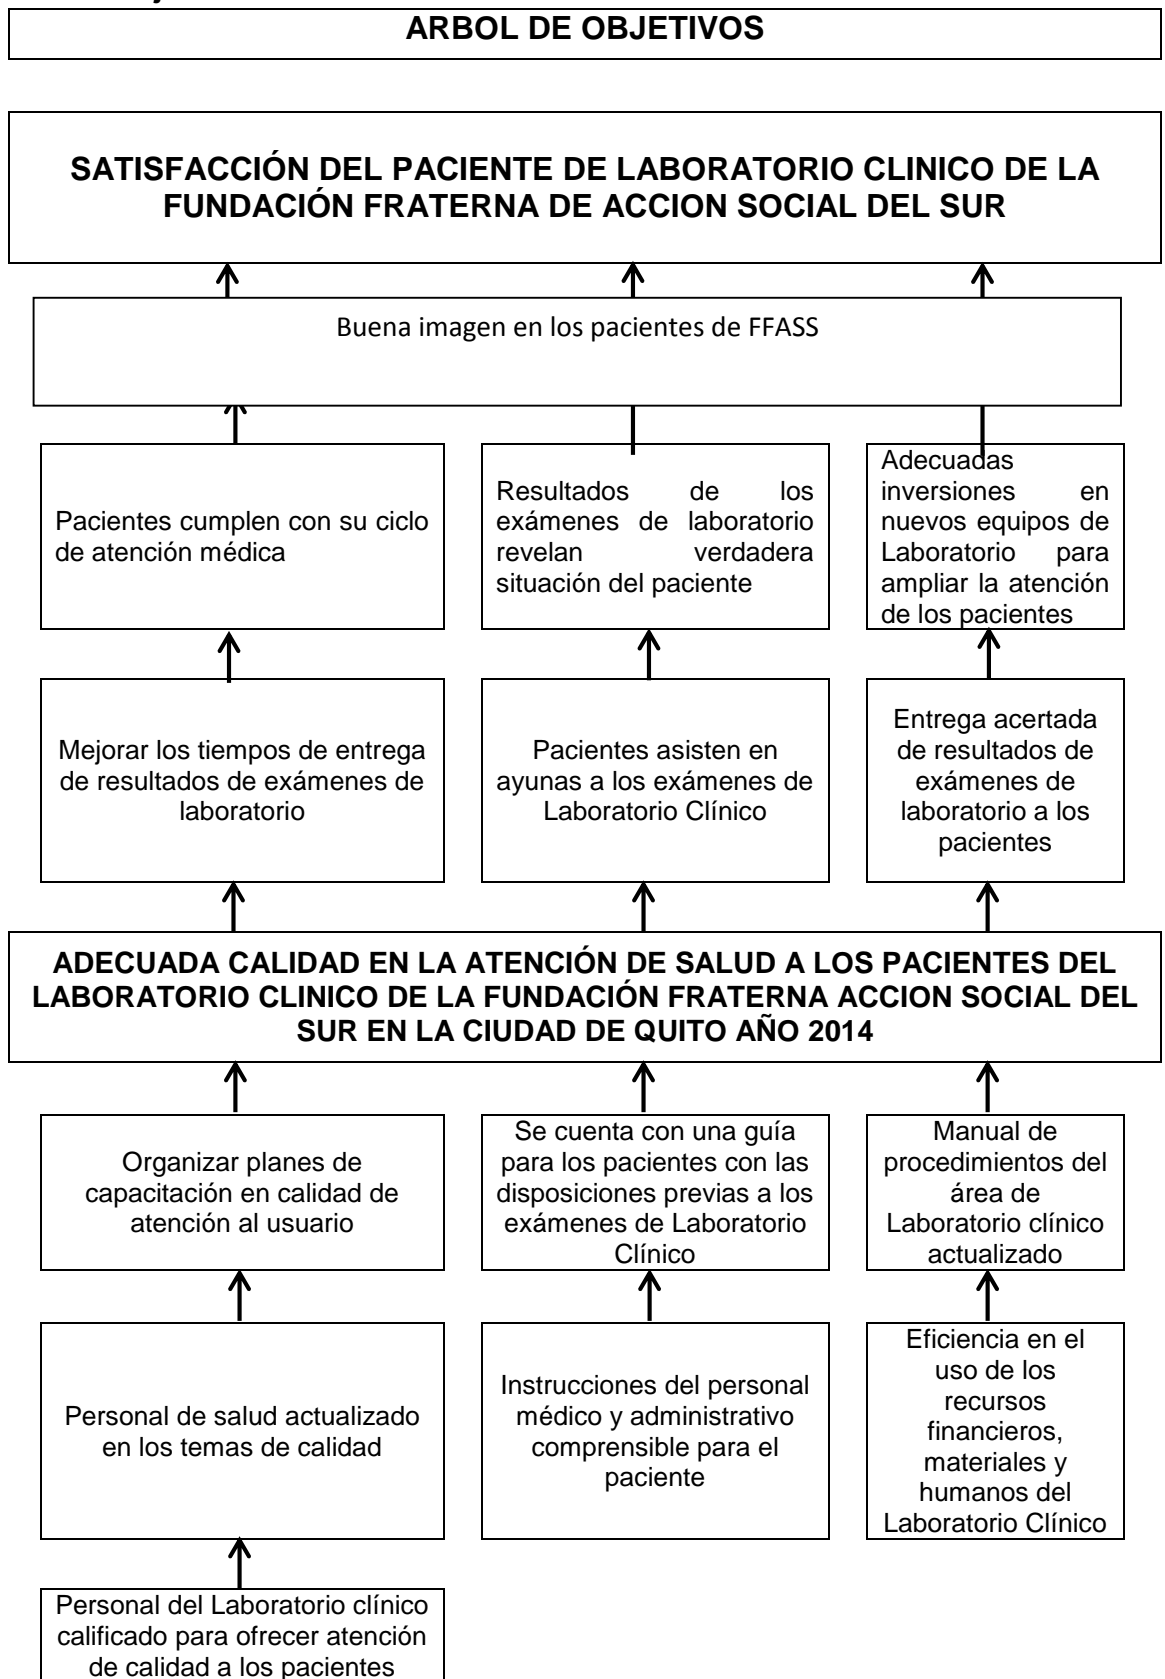 ARBOL DE OBJETIVOS
SATISFACCIÓN DEL PACIENTE DE LABORATORIO CLINICO DE LA
FUNDACIÓN FRATERNA DE ACCION SOCIAL DEL SUR
Buena imagen en los pacientes de FFASS
Pacientes cumplen con su ciclo
de atención médica
Resultados de los
exámenes de laboratorio
revelan verdadera
situación del paciente
Adecuadas
inversiones en
nuevos equipos de
Laboratorio para
ampliar la atención
de los pacientes
Mejorar los tiempos de entrega
de resultados de exámenes de
laboratorio
Pacientes asisten en
ayunas a los exámenes de
Laboratorio Clínico
Entrega acertada
de resultados de
exámenes de
laboratorio a los
pacientes
ADECUADA CALIDAD EN LA ATENCIÓN DE SALUD A LOS PACIENTES DEL
LABORATORIO CLINICO DE LA FUNDACIÓN FRATERNA ACCION SOCIAL DEL
SUR EN LA CIUDAD DE QUITO AÑO 2014
Organizar planes de
capacitación en calidad de
atención al usuario
Se cuenta con una guía
para los pacientes con las
disposiciones previas a los
exámenes de Laboratorio
Clínico
Manual de
procedimientos del
área de
Laboratorio clínico
actualizado
Personal de salud actualizado
en los temas de calidad
Instrucciones del personal
médico y administrativo
comprensible para el
paciente
Eficiencia en el
uso de los
recursos
financieros,
materiales y
humanos del
Laboratorio Clínico
Personal del Laboratorio clínico
calificado para ofrecer atención
de calidad a los pacientes